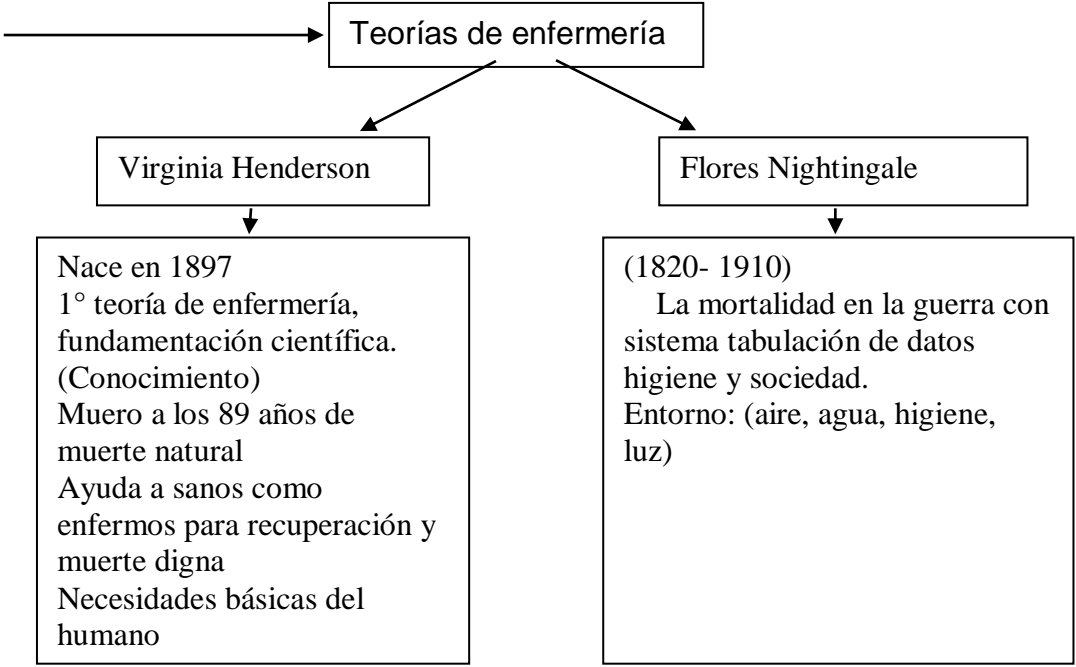 Teorías de enfermería
Virginia Henderson
Flores Nightingale
Nace en 1897
1° teoría de enfermería,
fundamentación científica.
(Conocimiento)
Muero a los 89 años de
muerte natural
Ayuda a sanos como
enfermos para recuperación y
muerte digna
Necesidades básicas del
humano
(1820- 1910)
La mortalidad en la guerra con
sistema tabulación de datos
higiene y sociedad.
Entorno: (aire, agua, higiene,
luz)